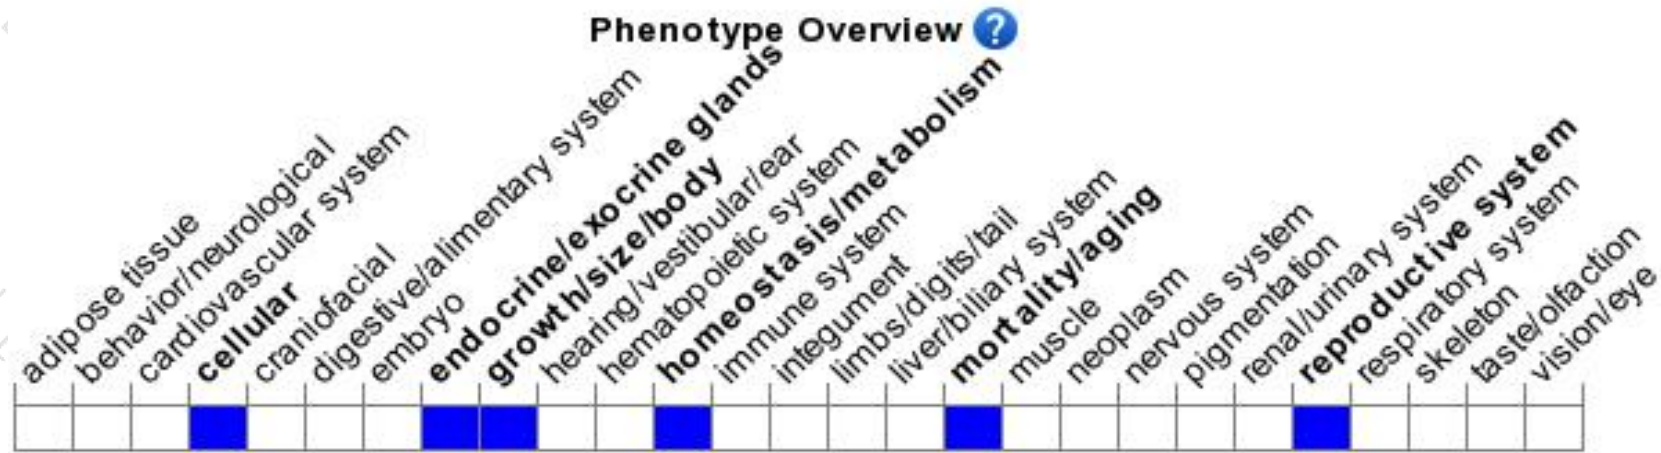 Phenotype Overview ?
adipose tissue
behavior/neurological
cardiovascular system
cellular
craniofacial
digestive/alimentary system
embryo
endocrine/exocrine glands
growth/size/body
hearing/vestibular/ear
hematopoietic system
homeostasis/metabolism
immune system
integument
limbs/digits/tail
liver/biliary system
mortality/aging
muscle
neoplasm
nervous system
pigmentation
renal/urinary system
reproductive system
respiratory system
skeleton
taste/olfaction
vision/eye